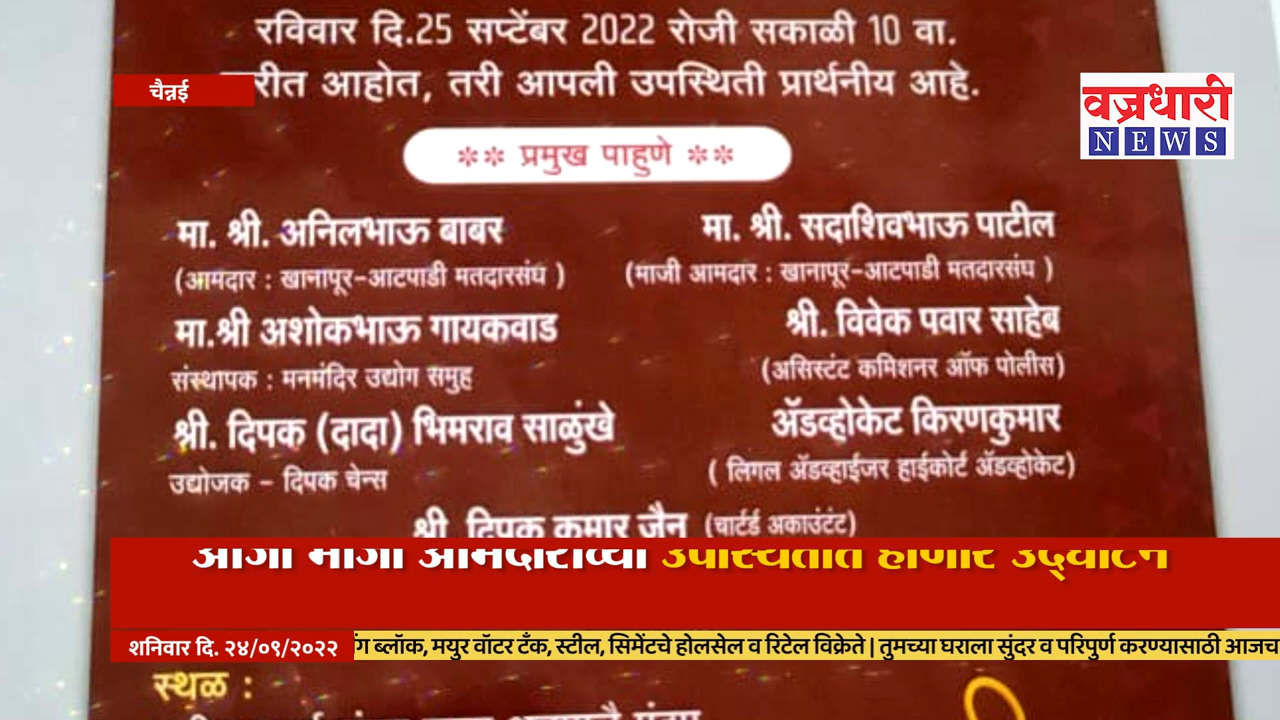 रविवार दि.25 सप्टेंबर 2022 रोजी सकाळी 10 वा.
चैन्नई
आहोत, तरी आपली उपस्थिती प्रार्थनीय आहे.
वज्रधारी
NEWS
** प्रमुख पाहुणे **
मा. श्री. अनिलभाऊ बाबर
मा. श्री. सदाशिवभाऊ पाटील
(आमदार : खानापूर-आटपाडी मतदारसंघ )
(माजी आमदार : खानापूर-आटपाडी मतदारसंघ )
मा.श्री अशोकभाऊ गायकवाड
श्री. विवेक पवार साहेब
संस्थापक : मनमंदिर उद्योग समुह
(असिस्टंट कमिशनर ऑफ पोलीस)
श्री. दिपक (दादा) भिमराव साळुंखे
ॲडव्होकेट किरणकुमार
उद्योजक - दिपक चेन्स
( लिगल ॲडव्हाईजर हाईकोर्ट ॲडव्होकेट)
श्री. दिपक कुमार जैन (चार्टर्ड अकाउंटंट)
उपस्थितीत होणार उद्घाटन
शनिवार दि. २४/०९/२०२२
ब्लॉक, मयुर वॉटर टँक, स्टील, सिमेंटचे होलसेल व रिटेल विक्रेते | तुमच्या घराला सुंदर व परिपुर्ण करण्यासाठी आजच
स्थळ :